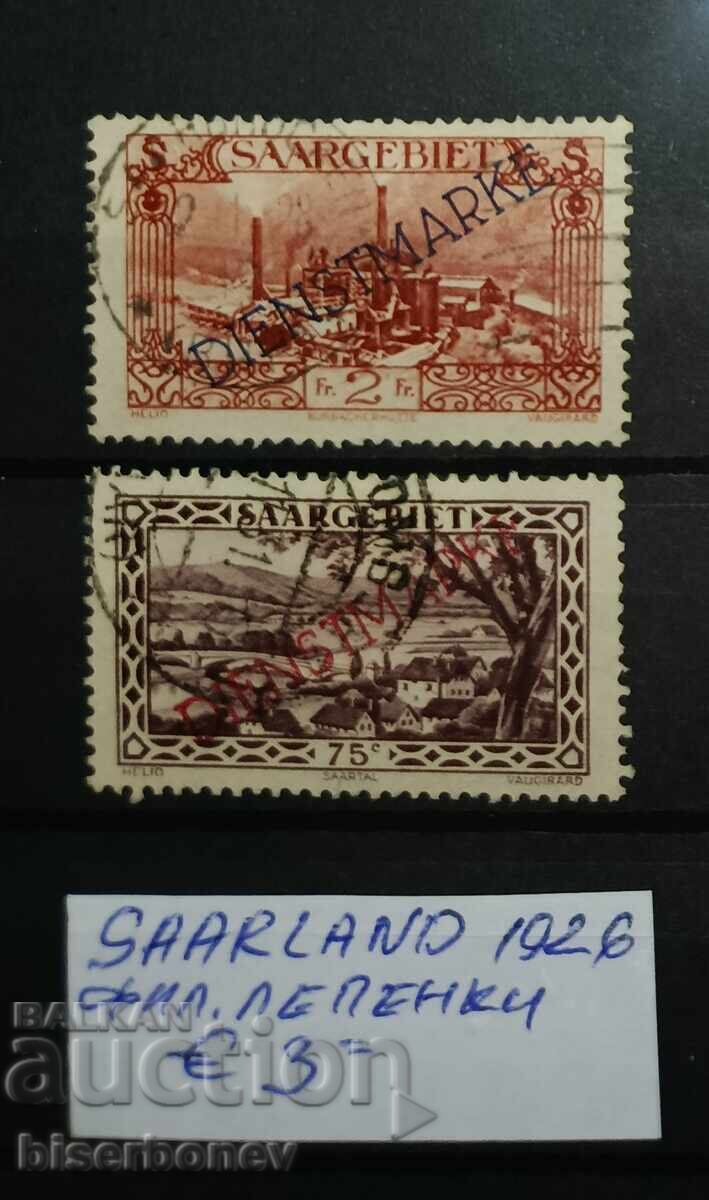 S SAARGEBIET S
DIENSTMARKE
Fr. 2 Fr.
HELIO BURBACHERHÜTTE VAUGIRARD
SAARGEBIET
DIENSTMARKE
75c
HELIO SAARTAL VAUGIRARD
SAARLAND 1926
ЛЕПЕНКИ
€ 3-
BALKAN
auction
biserbonev